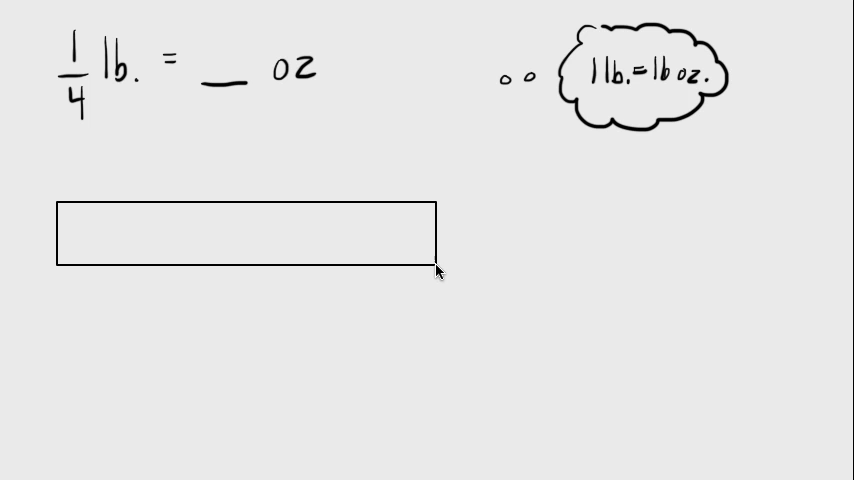 1/4 lb. = __ oz
1 lb. = 16 oz.